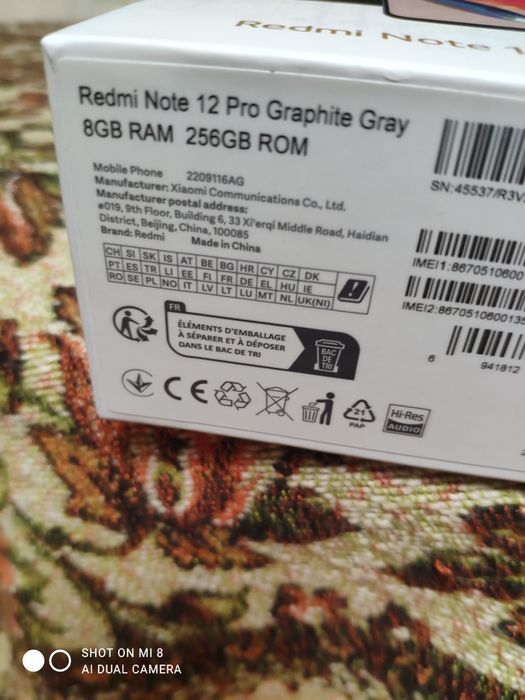 Redmi Note 1
Redmi Note 12 Pro Graphite Gray
8GB RAM 256GB ROM
Mobile Phone 2209116AG
Manufacturer: Xiaomi Communications Co., Ltd.
Manufacturer postal address:
#019, 9th Floor, Building 6, 33 Xi'erqi Middle Road, Haidian
District, Beijing, China, 100085
Brand: Redmi Made in China
CH SI SK IS AT BE BG HR CY CZ DK
PT ES TR LI EE FI FR DE EL HU IE
RO SE PL NO IT LV LT LU MT NL UK(NI)
SN:45537/R3V
IMEI1:8670510600
IMEI2:8670510600135
6 941812
FR
ÉLÉMENTS D'EMBALLAGE
À SÉPARER ET À DÉPOSER
DANS LE BAC DE TRI
BAC
DE
TRI
CE
21
PAP
Hi-Res
AUDIO
SHOT ON MI 8
AI DUAL CAMERA